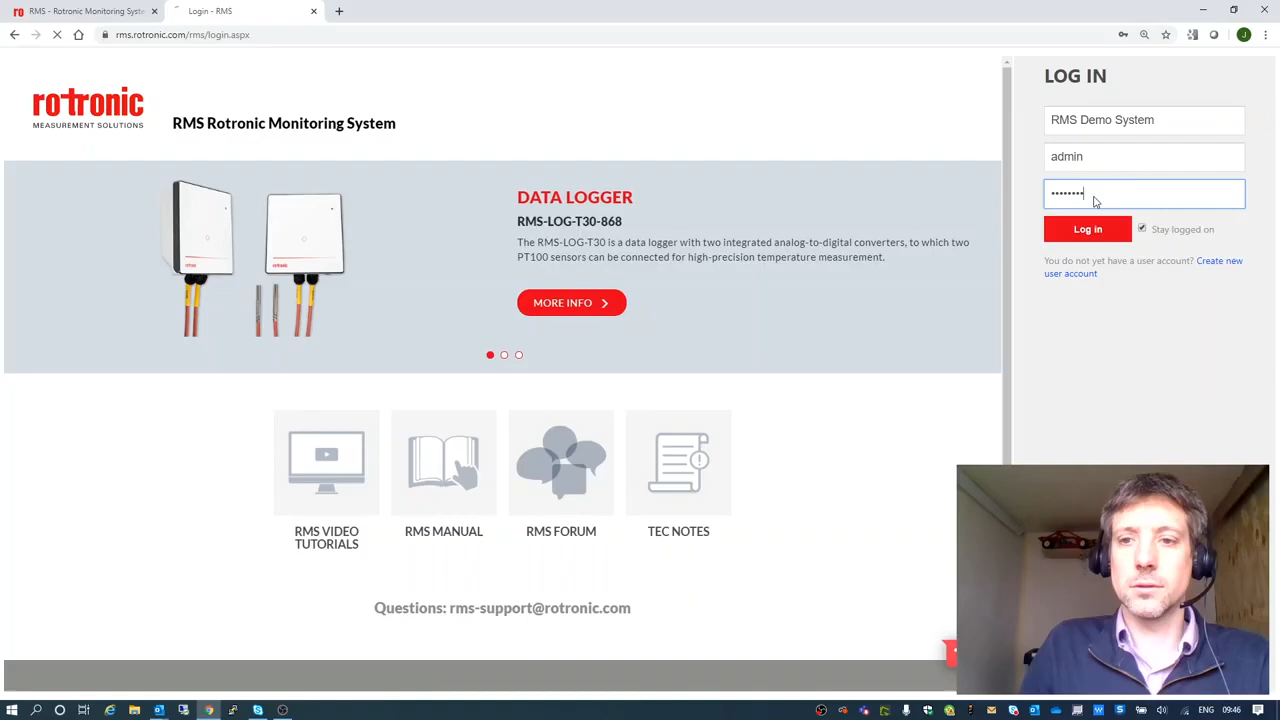 RMS - Rotronic Monitoring Syste
Login - RMS
rms.rotronic.com/rms/login.aspx
J
rotronic
MEASUREMENT SOLUTIONS
RMS Rotronic Monitoring System
DATA LOGGER
RMS-LOG-T30-868
The RMS-LOG-T30 is a data logger with two integrated analog-to-digital converters, to which two
PT100 sensors can be connected for high-precision temperature measurement.
MORE INFO
RMS VIDEO
TUTORIALS
RMS MANUAL
RMS FORUM
TEC NOTES
Questions: rms-support@rotronic.com
LOG IN
RMS Demo System
admin
Log in
Stay logged on
You do not yet have a user account? Create new
user account
ENG
09:46